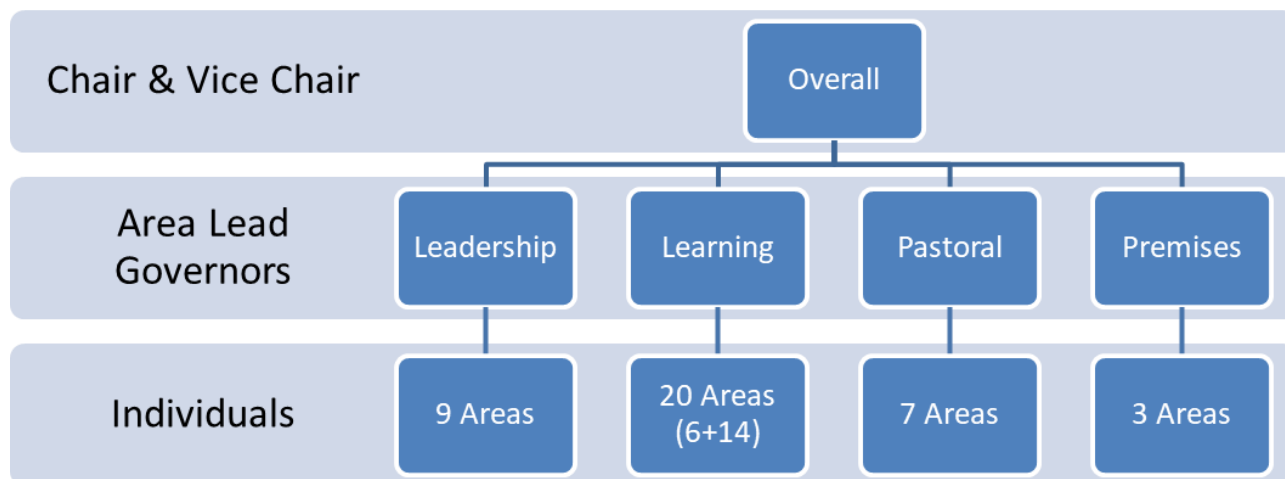 Chair & Vice Chair
Overall
Area Lead
Governors
Leadership
Learning
Pastoral
Premises
Individuals
9 Areas
20 Areas
(6+14)
7 Areas
3 Areas